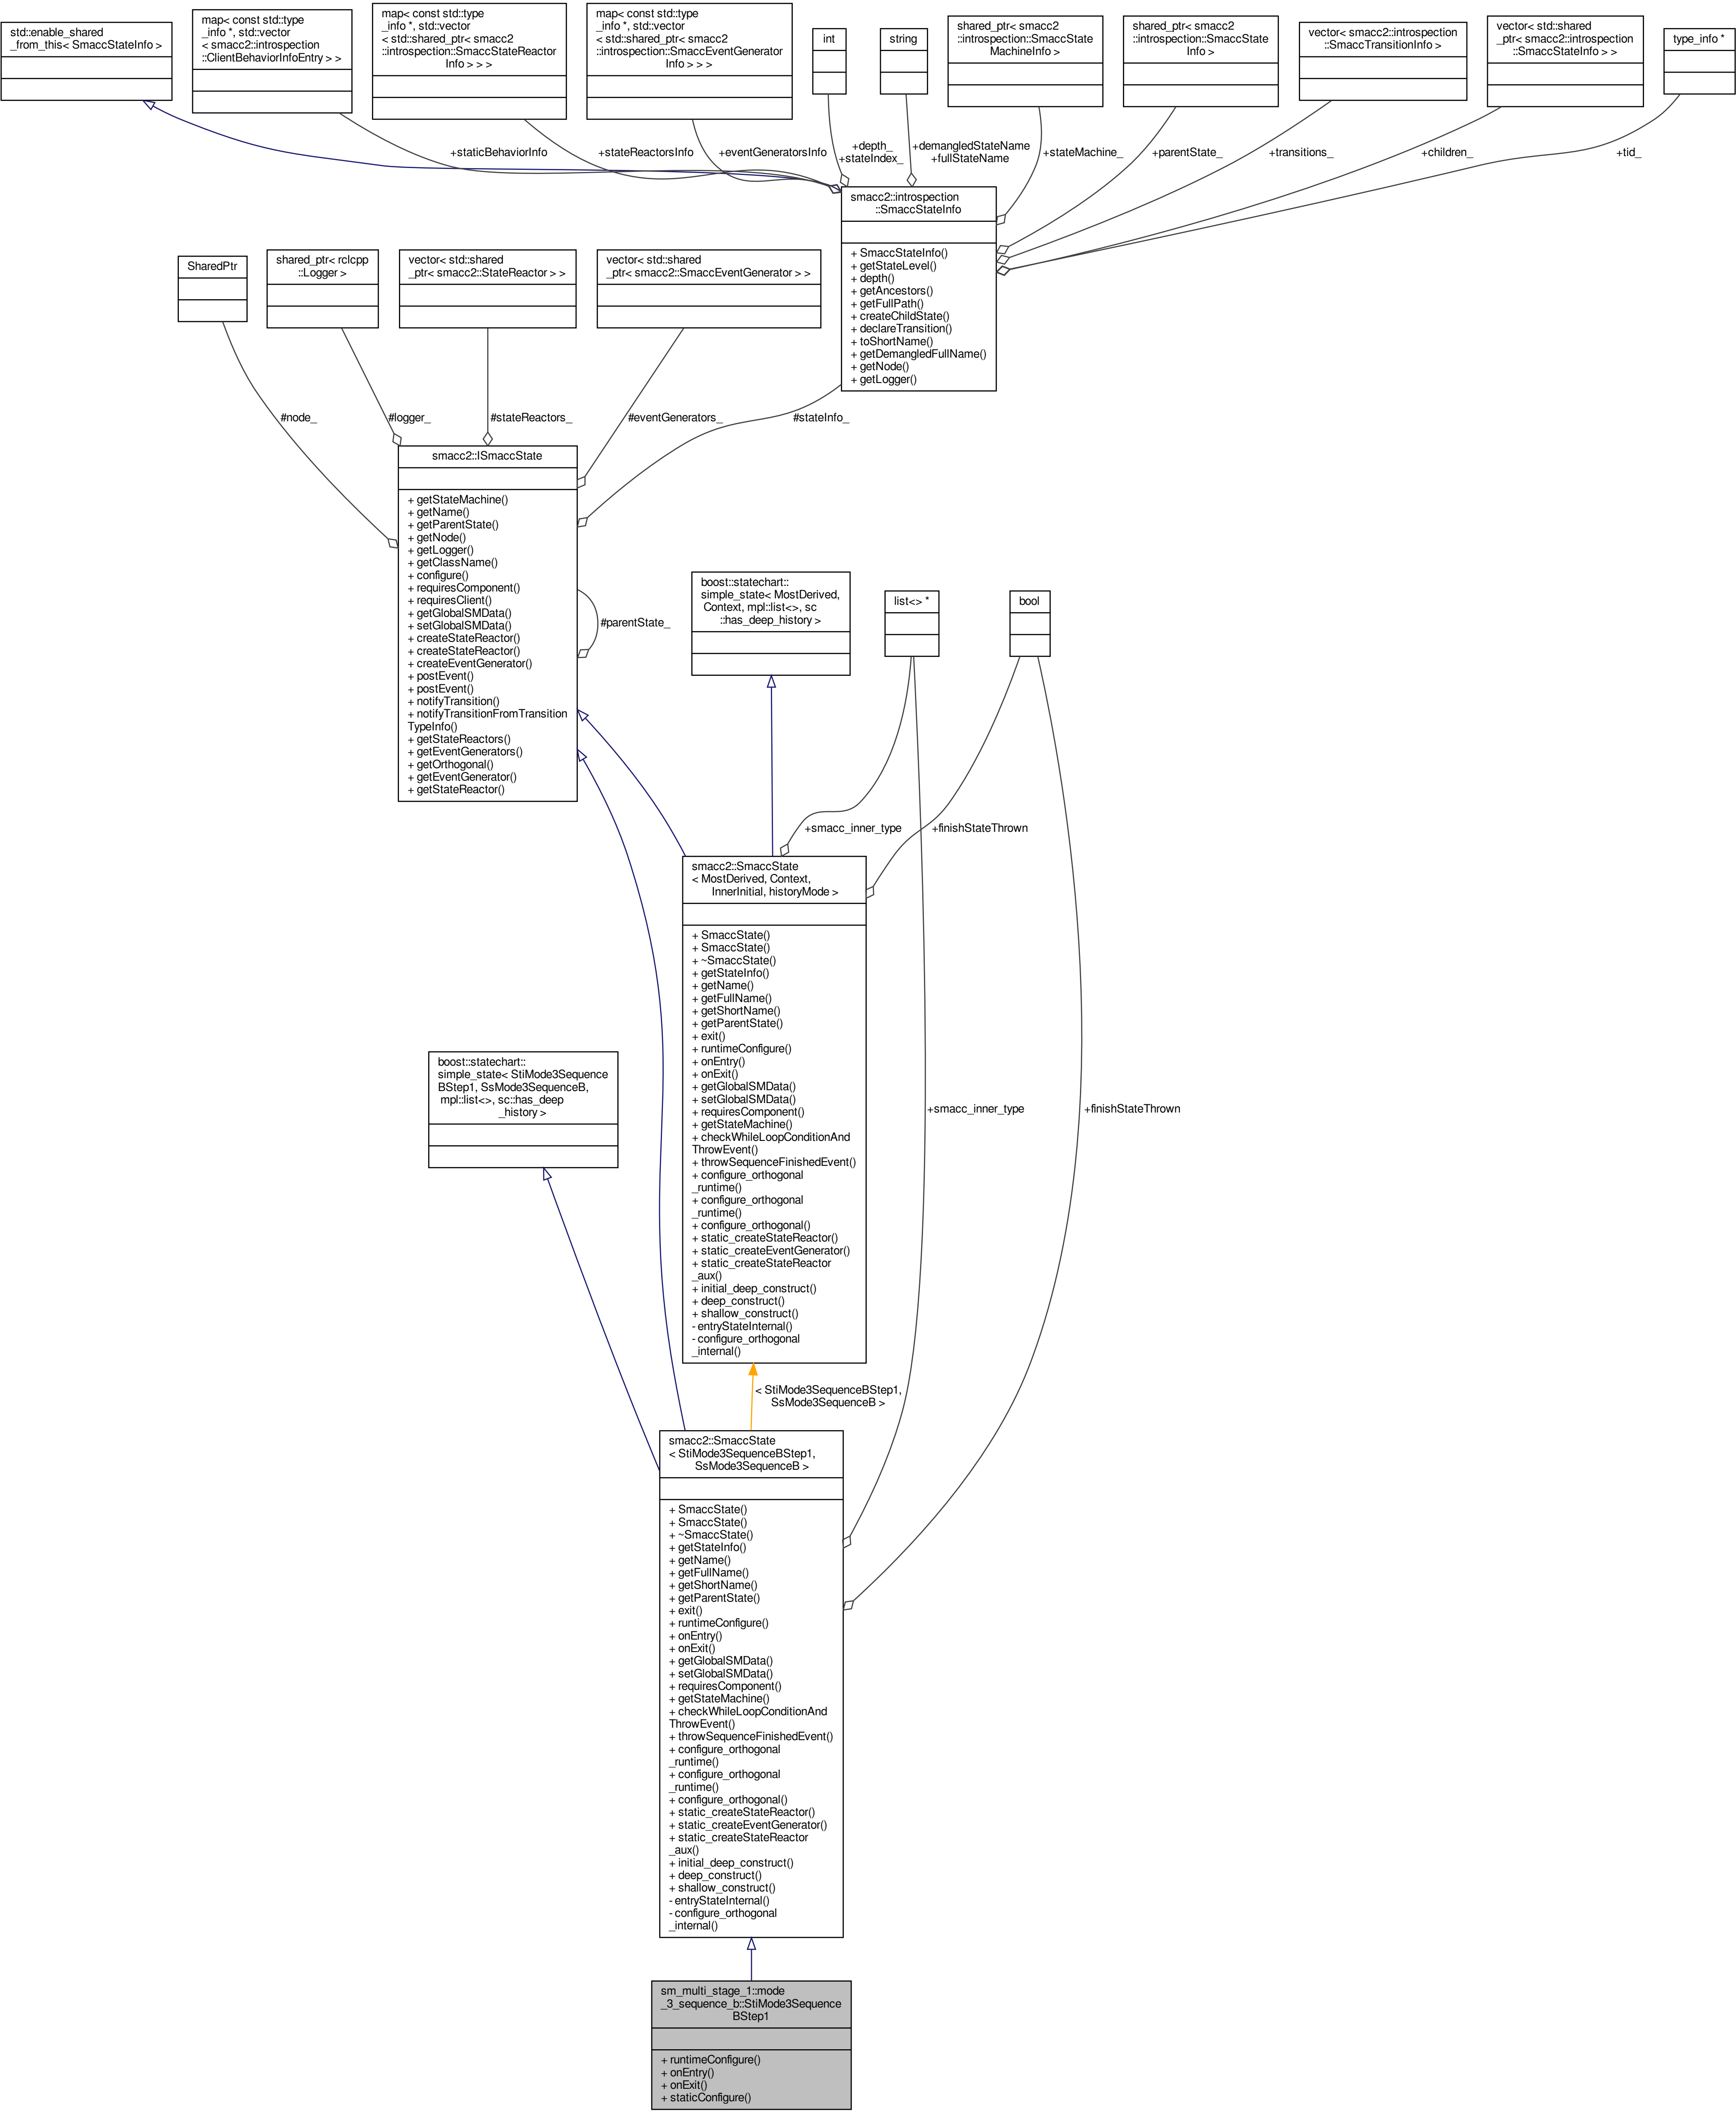 std::enable_shared
_from_this< SmaccStateInfo >
map< const std::type
_info *, std::vector
< smacc2::introspection
::ClientBehaviorInfoEntry > >
map< const std::type
_info *, std::vector
< std::shared_ptr< smacc2
::introspection::SmaccStateReactor
Info > > >
map< const std::type
_info *, std::vector
< std::shared_ptr< smacc2
::introspection::SmaccEventGenerator
Info > > >
int
string
shared_ptr< smacc2
::introspection::SmaccState
MachineInfo >
shared_ptr< smacc2
::introspection::SmaccState
Info >
vector< smacc2::introspection
::SmaccTransitionInfo >
vector< std::shared
_ptr< smacc2::introspection
::SmaccStateInfo > >
type_info *
+staticBehaviorInfo
+stateReactorsInfo
+eventGeneratorsInfo
+depth_
+stateIndex_
+demangledStateName
+fullStateName
+stateMachine_
+parentState_
+transitions_
+children_
+tid_
smacc2::introspection
::SmaccStateInfo
+ SmaccStateInfo()
+ getStateLevel()
+ depth()
+ getAncestors()
+ getFullPath()
+ createChildState()
+ declareTransition()
+ toShortName()
+ getDemangledFullName()
+ getNode()
+ getLogger()
SharedPtr
shared_ptr< rclcpp
::Logger >
vector< std::shared
_ptr< smacc2::StateReactor > >
vector< std::shared
_ptr< smacc2::SmaccEventGenerator > >
#node_
#logger_
#stateReactors_
#eventGenerators_
#stateInfo_
smacc2::ISmaccState
+ getStateMachine()
+ getName()
+ getParentState()
+ getNode()
+ getLogger()
+ getClassName()
+ configure()
+ requiresComponent()
+ requiresClient()
+ getGlobalSMData()
+ setGlobalSMData()
+ createStateReactor()
+ createStateReactor()
+ createEventGenerator()
+ postEvent()
+ postEvent()
+ notifyTransition()
+ notifyTransitionFromTransition
TypeInfo()
+ getStateReactors()
+ getEventGenerators()
+ getOrthogonal()
+ getEventGenerator()
+ getStateReactor()
#parentState_
boost::statechart::
simple_state< MostDerived,
Context, mpl::list<>, sc
::has_deep_history >
list<> *
bool
+smacc_inner_type
+finishStateThrown
smacc2::SmaccState
< MostDerived, Context,
InnerInitial, historyMode >
+ SmaccState()
+ SmaccState()
+ ~SmaccState()
+ getStateInfo()
+ getName()
+ getFullName()
+ getShortName()
+ getParentState()
+ exit()
+ runtimeConfigure()
+ onEntry()
+ onExit()
+ getGlobalSMData()
+ setGlobalSMData()
+ requiresComponent()
+ getStateMachine()
+ checkWhileLoopConditionAnd
ThrowEvent()
+ throwSequenceFinishedEvent()
+ configure_orthogonal
_runtime()
+ configure_orthogonal
_runtime()
+ configure_orthogonal()
+ static_createStateReactor()
+ static_createEventGenerator()
+ static_createStateReactor
_aux()
+ initial_deep_construct()
+ deep_construct()
+ shallow_construct()
- entryStateInternal()
- configure_orthogonal
_internal()
boost::statechart::
simple_state< StiMode3Sequence
BStep1, SsMode3SequenceB,
mpl::list<>, sc::has_deep
_history >
+smacc_inner_type
+finishStateThrown
< StiMode3SequenceBStep1,
SsMode3SequenceB >
smacc2::SmaccState
< StiMode3SequenceBStep1,
SsMode3SequenceB >
+ SmaccState()
+ SmaccState()
+ ~SmaccState()
+ getStateInfo()
+ getName()
+ getFullName()
+ getShortName()
+ getParentState()
+ exit()
+ runtimeConfigure()
+ onEntry()
+ onExit()
+ getGlobalSMData()
+ setGlobalSMData()
+ requiresComponent()
+ getStateMachine()
+ checkWhileLoopConditionAnd
ThrowEvent()
+ throwSequenceFinishedEvent()
+ configure_orthogonal
_runtime()
+ configure_orthogonal
_runtime()
+ configure_orthogonal()
+ static_createStateReactor()
+ static_createEventGenerator()
+ static_createStateReactor
_aux()
+ initial_deep_construct()
+ deep_construct()
+ shallow_construct()
- entryStateInternal()
- configure_orthogonal
_internal()
sm_multi_stage_1::mode
_3_sequence_b::StiMode3Sequence
BStep1
+ runtimeConfigure()
+ onEntry()
+ onExit()
+ staticConfigure()